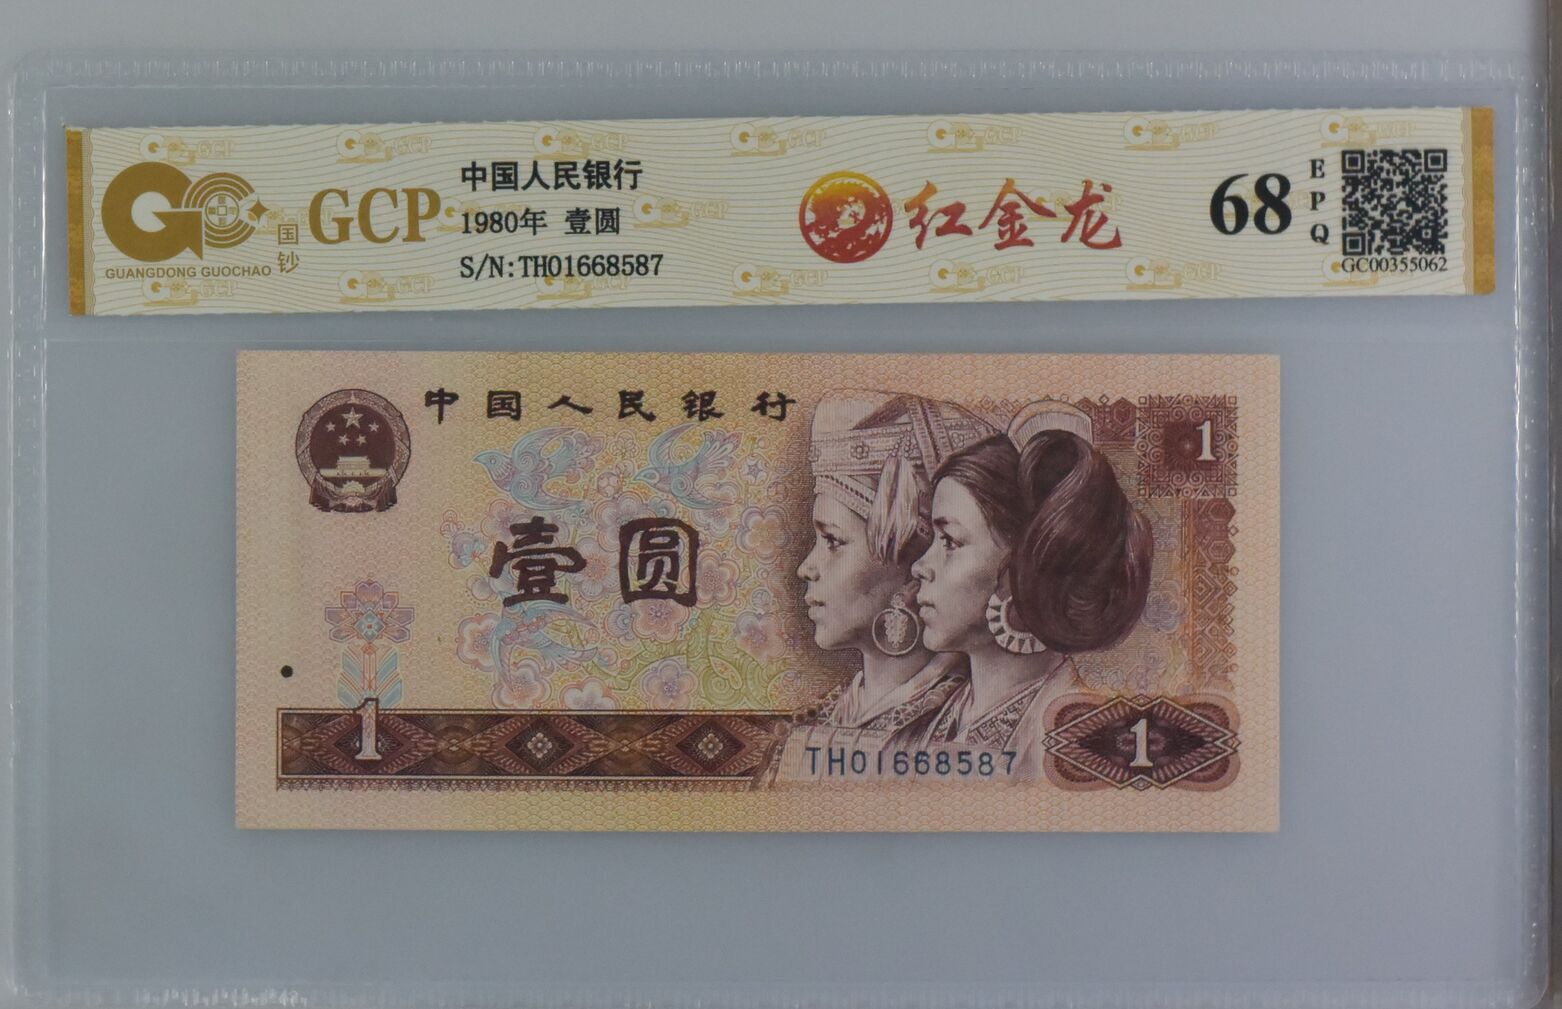 GCP
国钞
GUANGDONG GUOCHAO
中国人民银行
1980年 壹圆
S/N:TH01668587
红金龙
68
EPQ
GC00355062
中国人民银行
1
壹圆
1
TH01668587
1